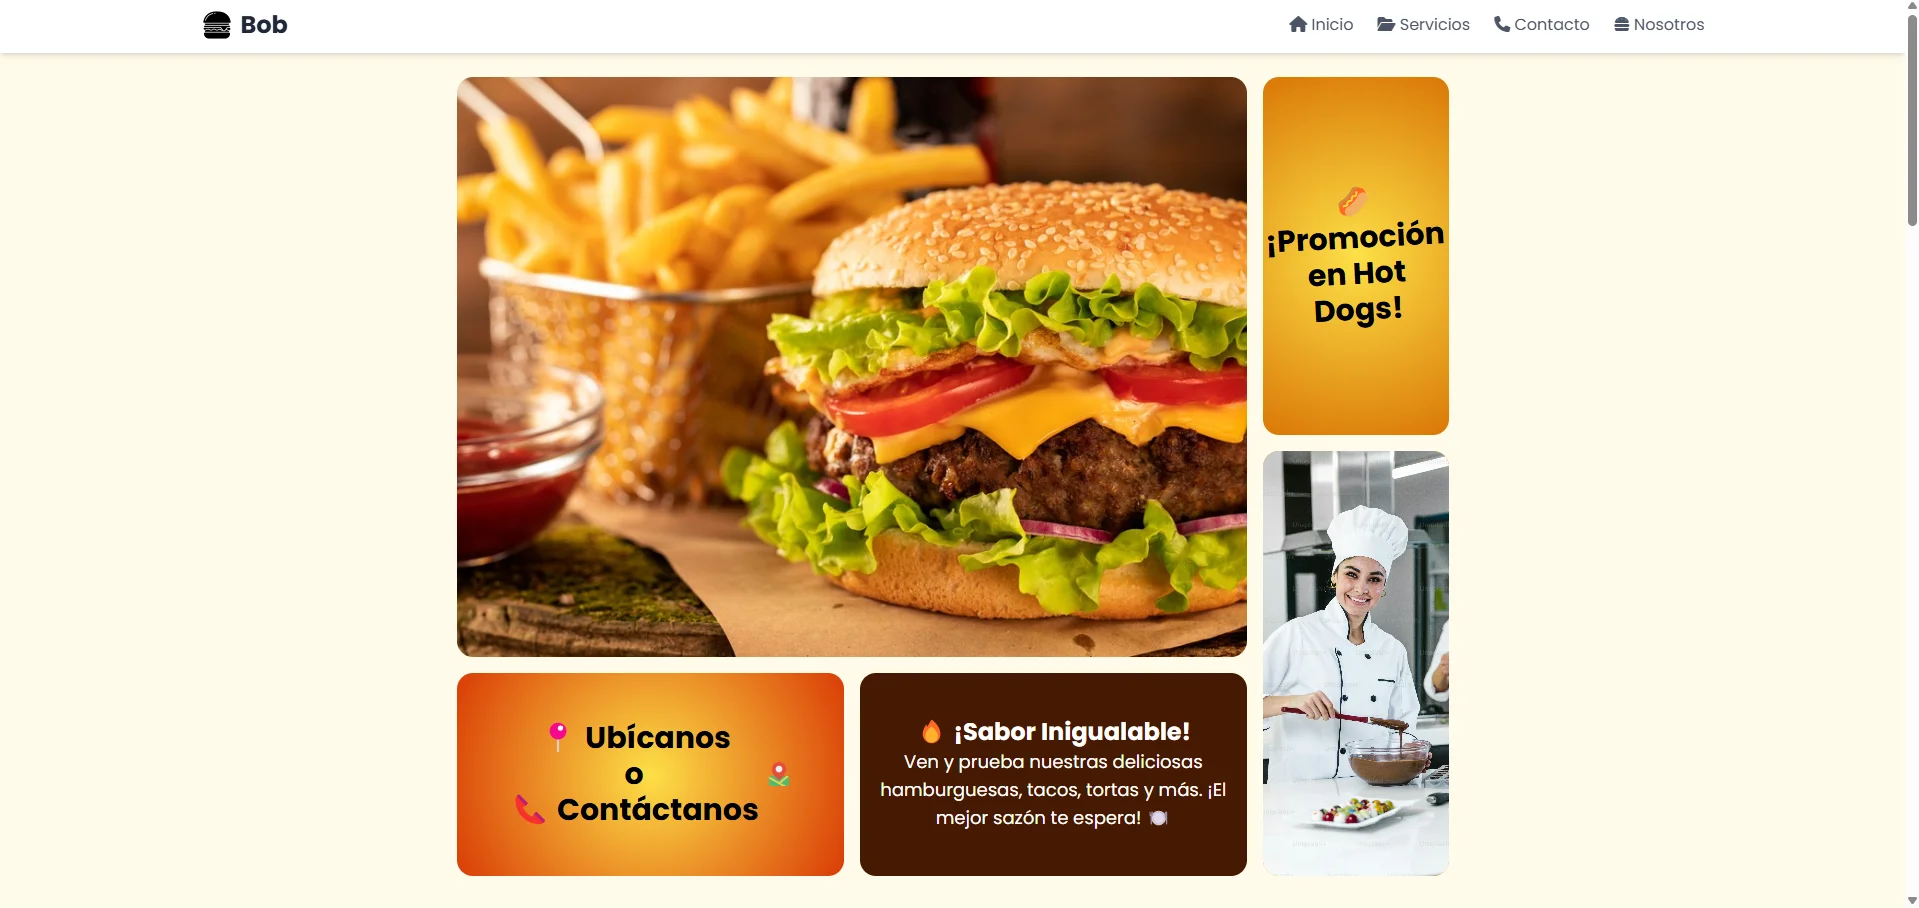 Bob
Inicio
Servicios
Contacto
Nosotros
¡Promoción
en Hot
Dogs!
Ubícanos
o
Contáctanos
¡Sabor Inigualable!
Ven y prueba nuestras deliciosas
hamburguesas, tacos, tortas y más. ¡El
mejor sazón te espera!